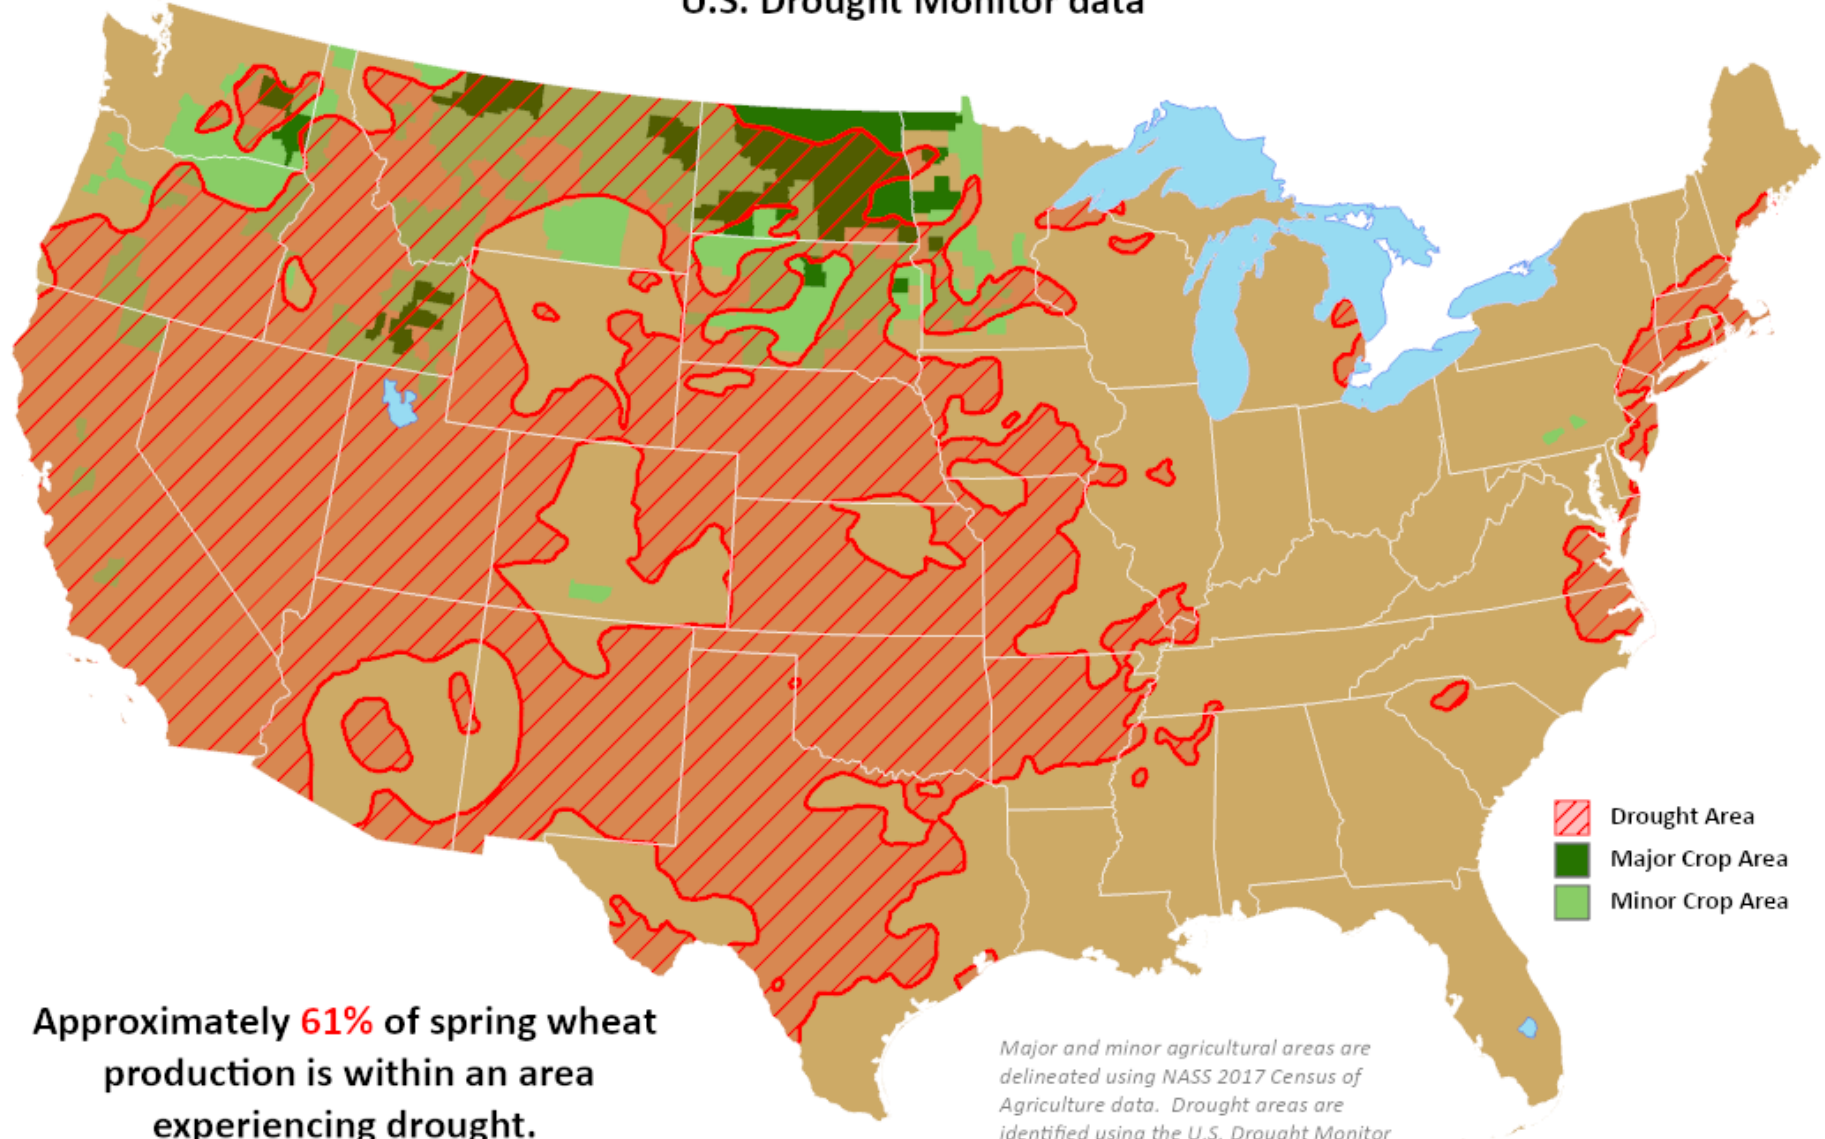 U.S. Drought Monitor data
Drought Area
Major Crop Area
Minor Crop Area
Approximately 61% of spring wheat
production is within an area
experiencing drought.
Major and minor agricultural areas are
delineated using NASS 2017 Census of
Agriculture data. Drought areas are
identified using the U.S. Drought Monitor